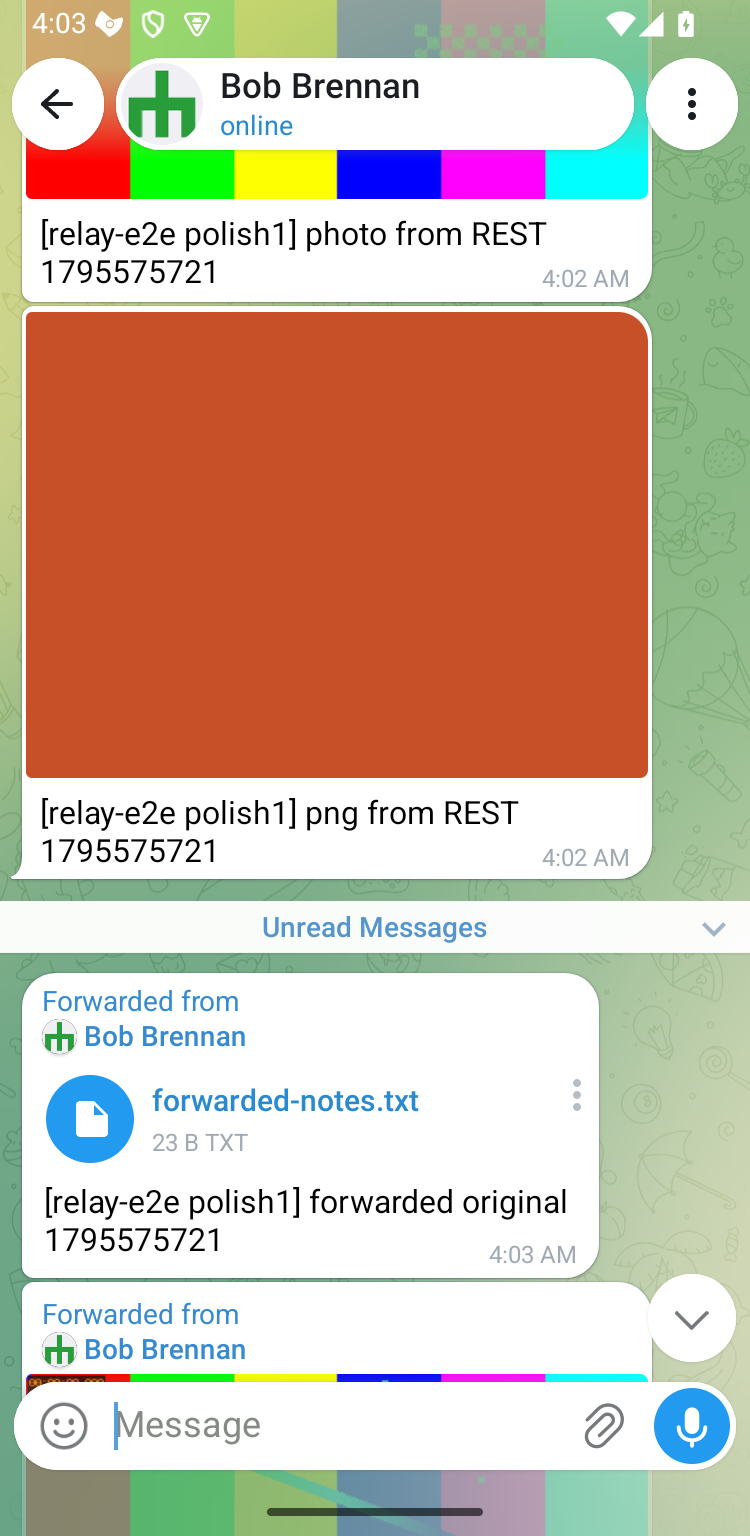 4:03
Bob Brennan
online
[relay-e2e polish1] photo from REST
1795575721
4:02 AM
[relay-e2e polish1] png from REST
1795575721
4:02 AM
Unread Messages
Forwarded from
Bob Brennan
forwarded-notes.txt
23 B TXT
[relay-e2e polish1] forwarded original
1795575721
4:03 AM
Forwarded from
Bob Brennan
Message